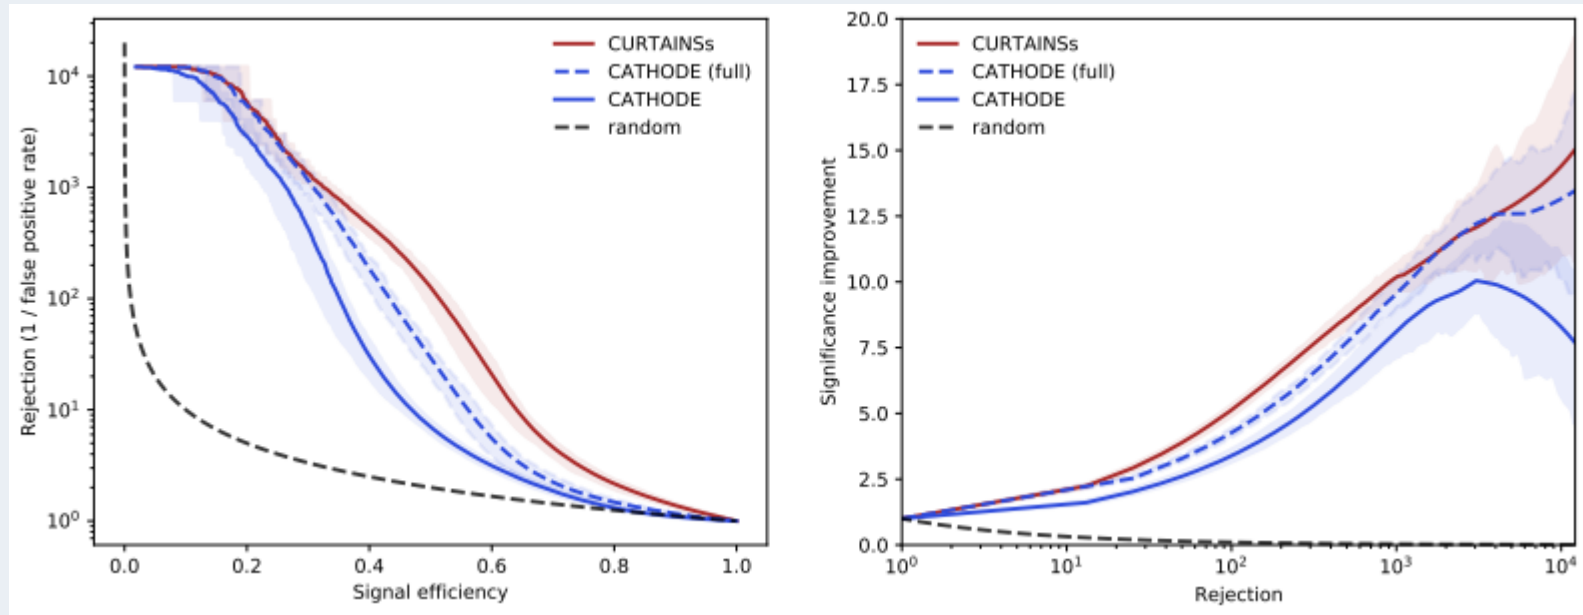 CURTAINSs
CATHODE (full)
CATHODE
random
10⁴
10³
10²
10¹
10⁰
Rejection (1 / false positive rate)
0.0 0.2 0.4 0.6 0.8 1.0
Signal efficiency
CURTAINSs
CATHODE (full)
CATHODE
random
20.0
17.5
15.0
12.5
10.0
7.5
5.0
2.5
0.0
Significance improvement
10⁰ 10¹ 10² 10³ 10⁴
Rejection